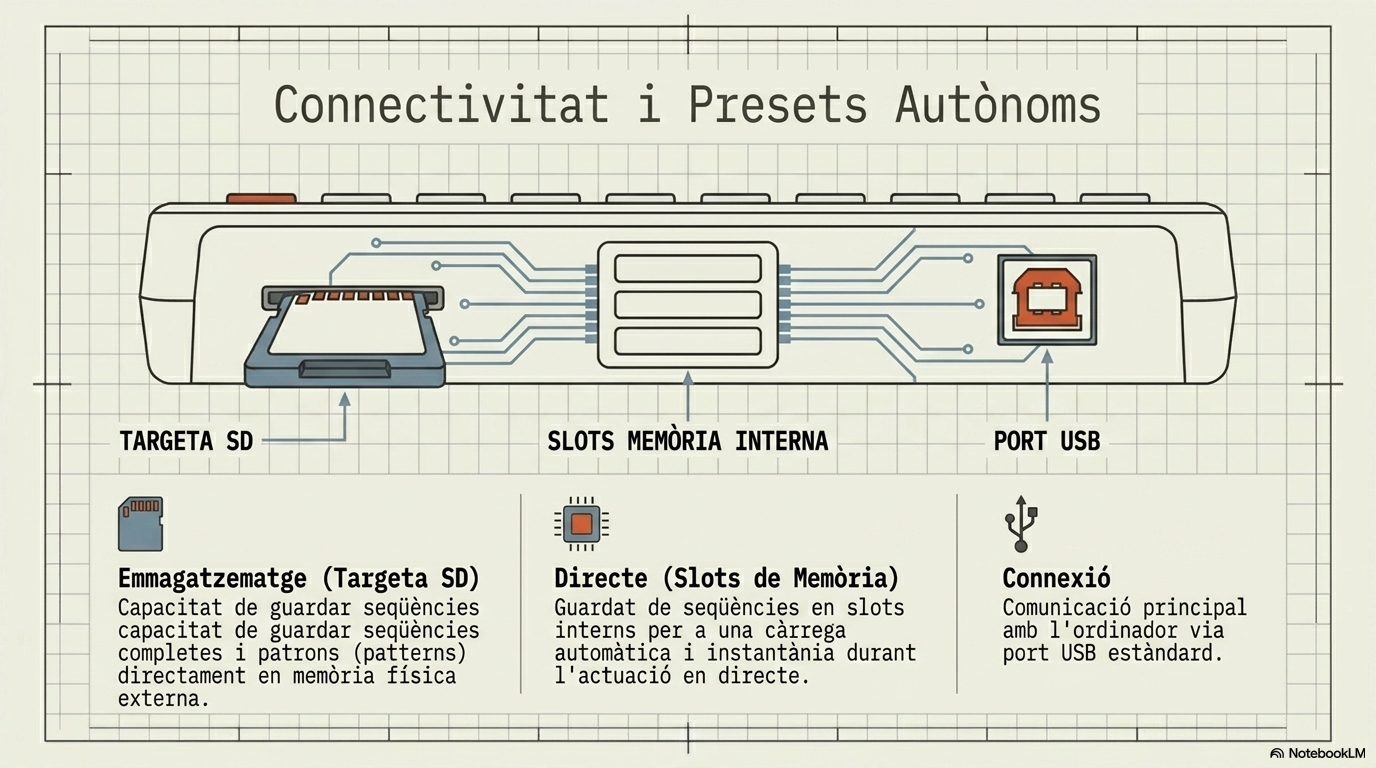 Connectivitat i Presets Autònoms
TARGETA SD
SLOTS MEMÒRIA INTERNA
PORT USB
Emmagatzematge (Targeta SD)
Capacitat de guardar seqüències
capacitat de guardar seqüències
completes i patrons (patterns)
directament en memòria física
externa.
Directe (Slots de Memòria)
Guardat de seqüències en slots
interns per a una càrrega
automàtica i instantània durant
l'actuació en directe.
Connexió
Comunicació principal
amb l'ordinador via
port USB estàndard.
NotebookLM